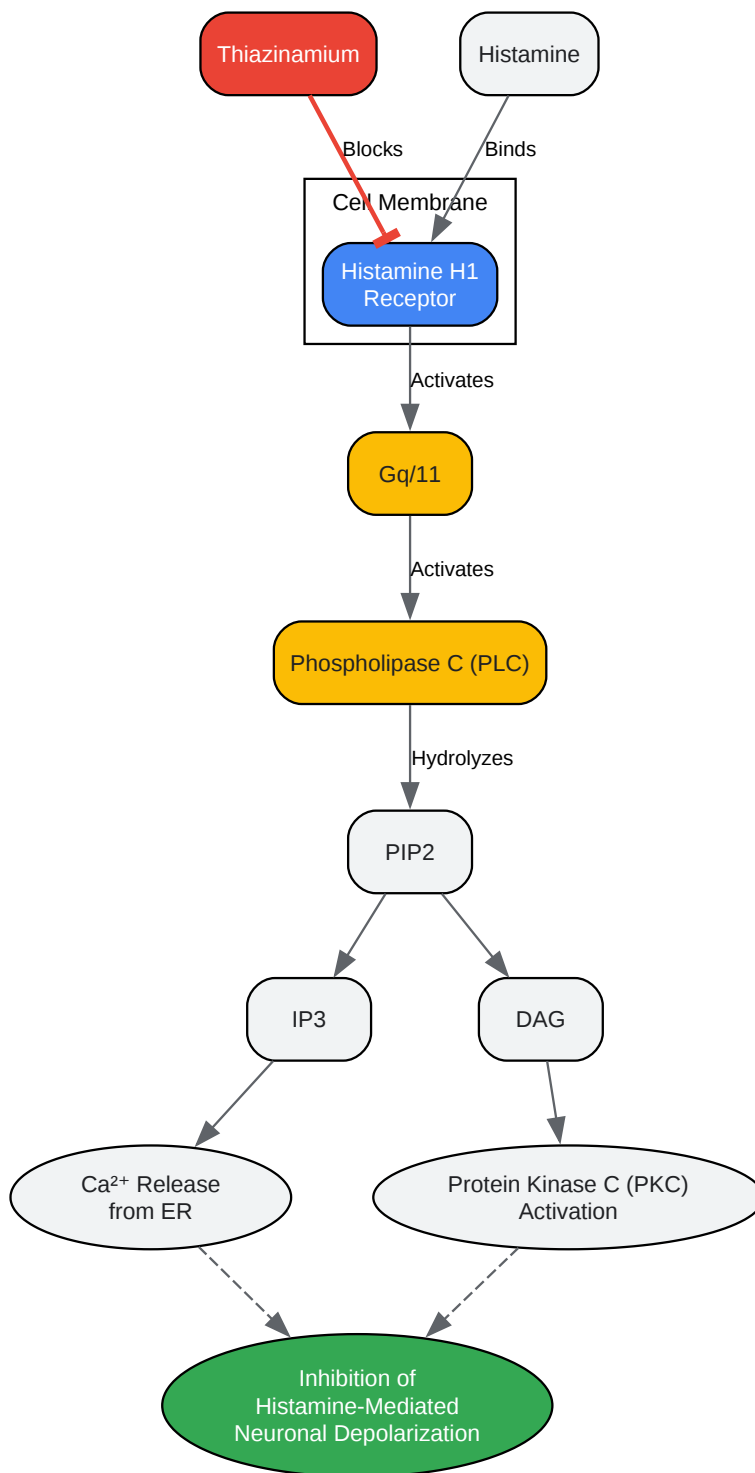 Thiazinamium
Histamine
Blocks
Binds
Cell Membrane
Histamine H1
Receptor
Activates
Gq/11
Activates
Phospholipase C (PLC)
Hydrolyzes
PIP2
IP3
DAG
Ca²⁺ Release
from ER
Protein Kinase C (PKC)
Activation
Inhibition of
Histamine-Mediated
Neuronal Depolarization